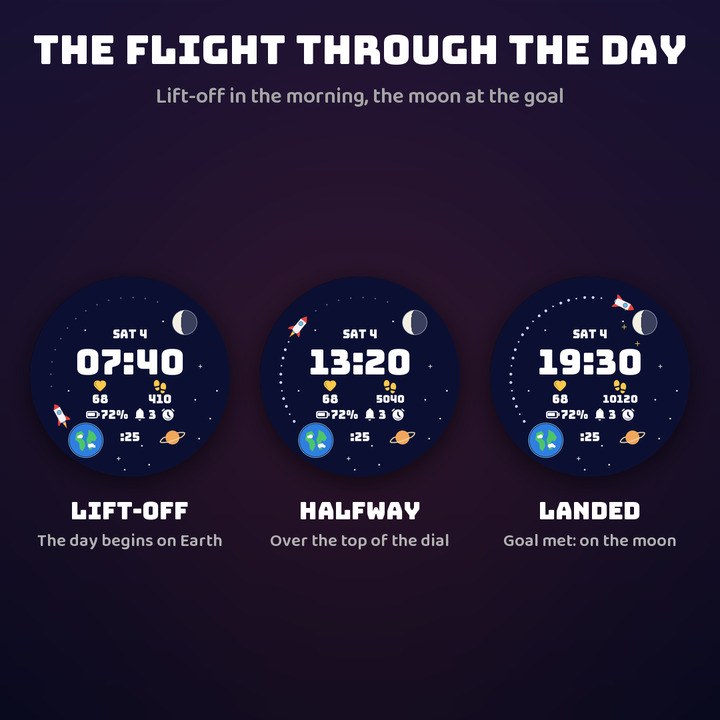 THE FLIGHT THROUGH THE DAY
Lift-off in the morning, the moon at the goal
SAT 4
07:40
68 410
72% 3
:25
LIFT-OFF
The day begins on Earth
SAT 4
13:20
68 5040
72% 3
:25
HALFWAY
Over the top of the dial
SAT 4
19:30
68 10120
72% 3
:25
LANDED
Goal met: on the moon